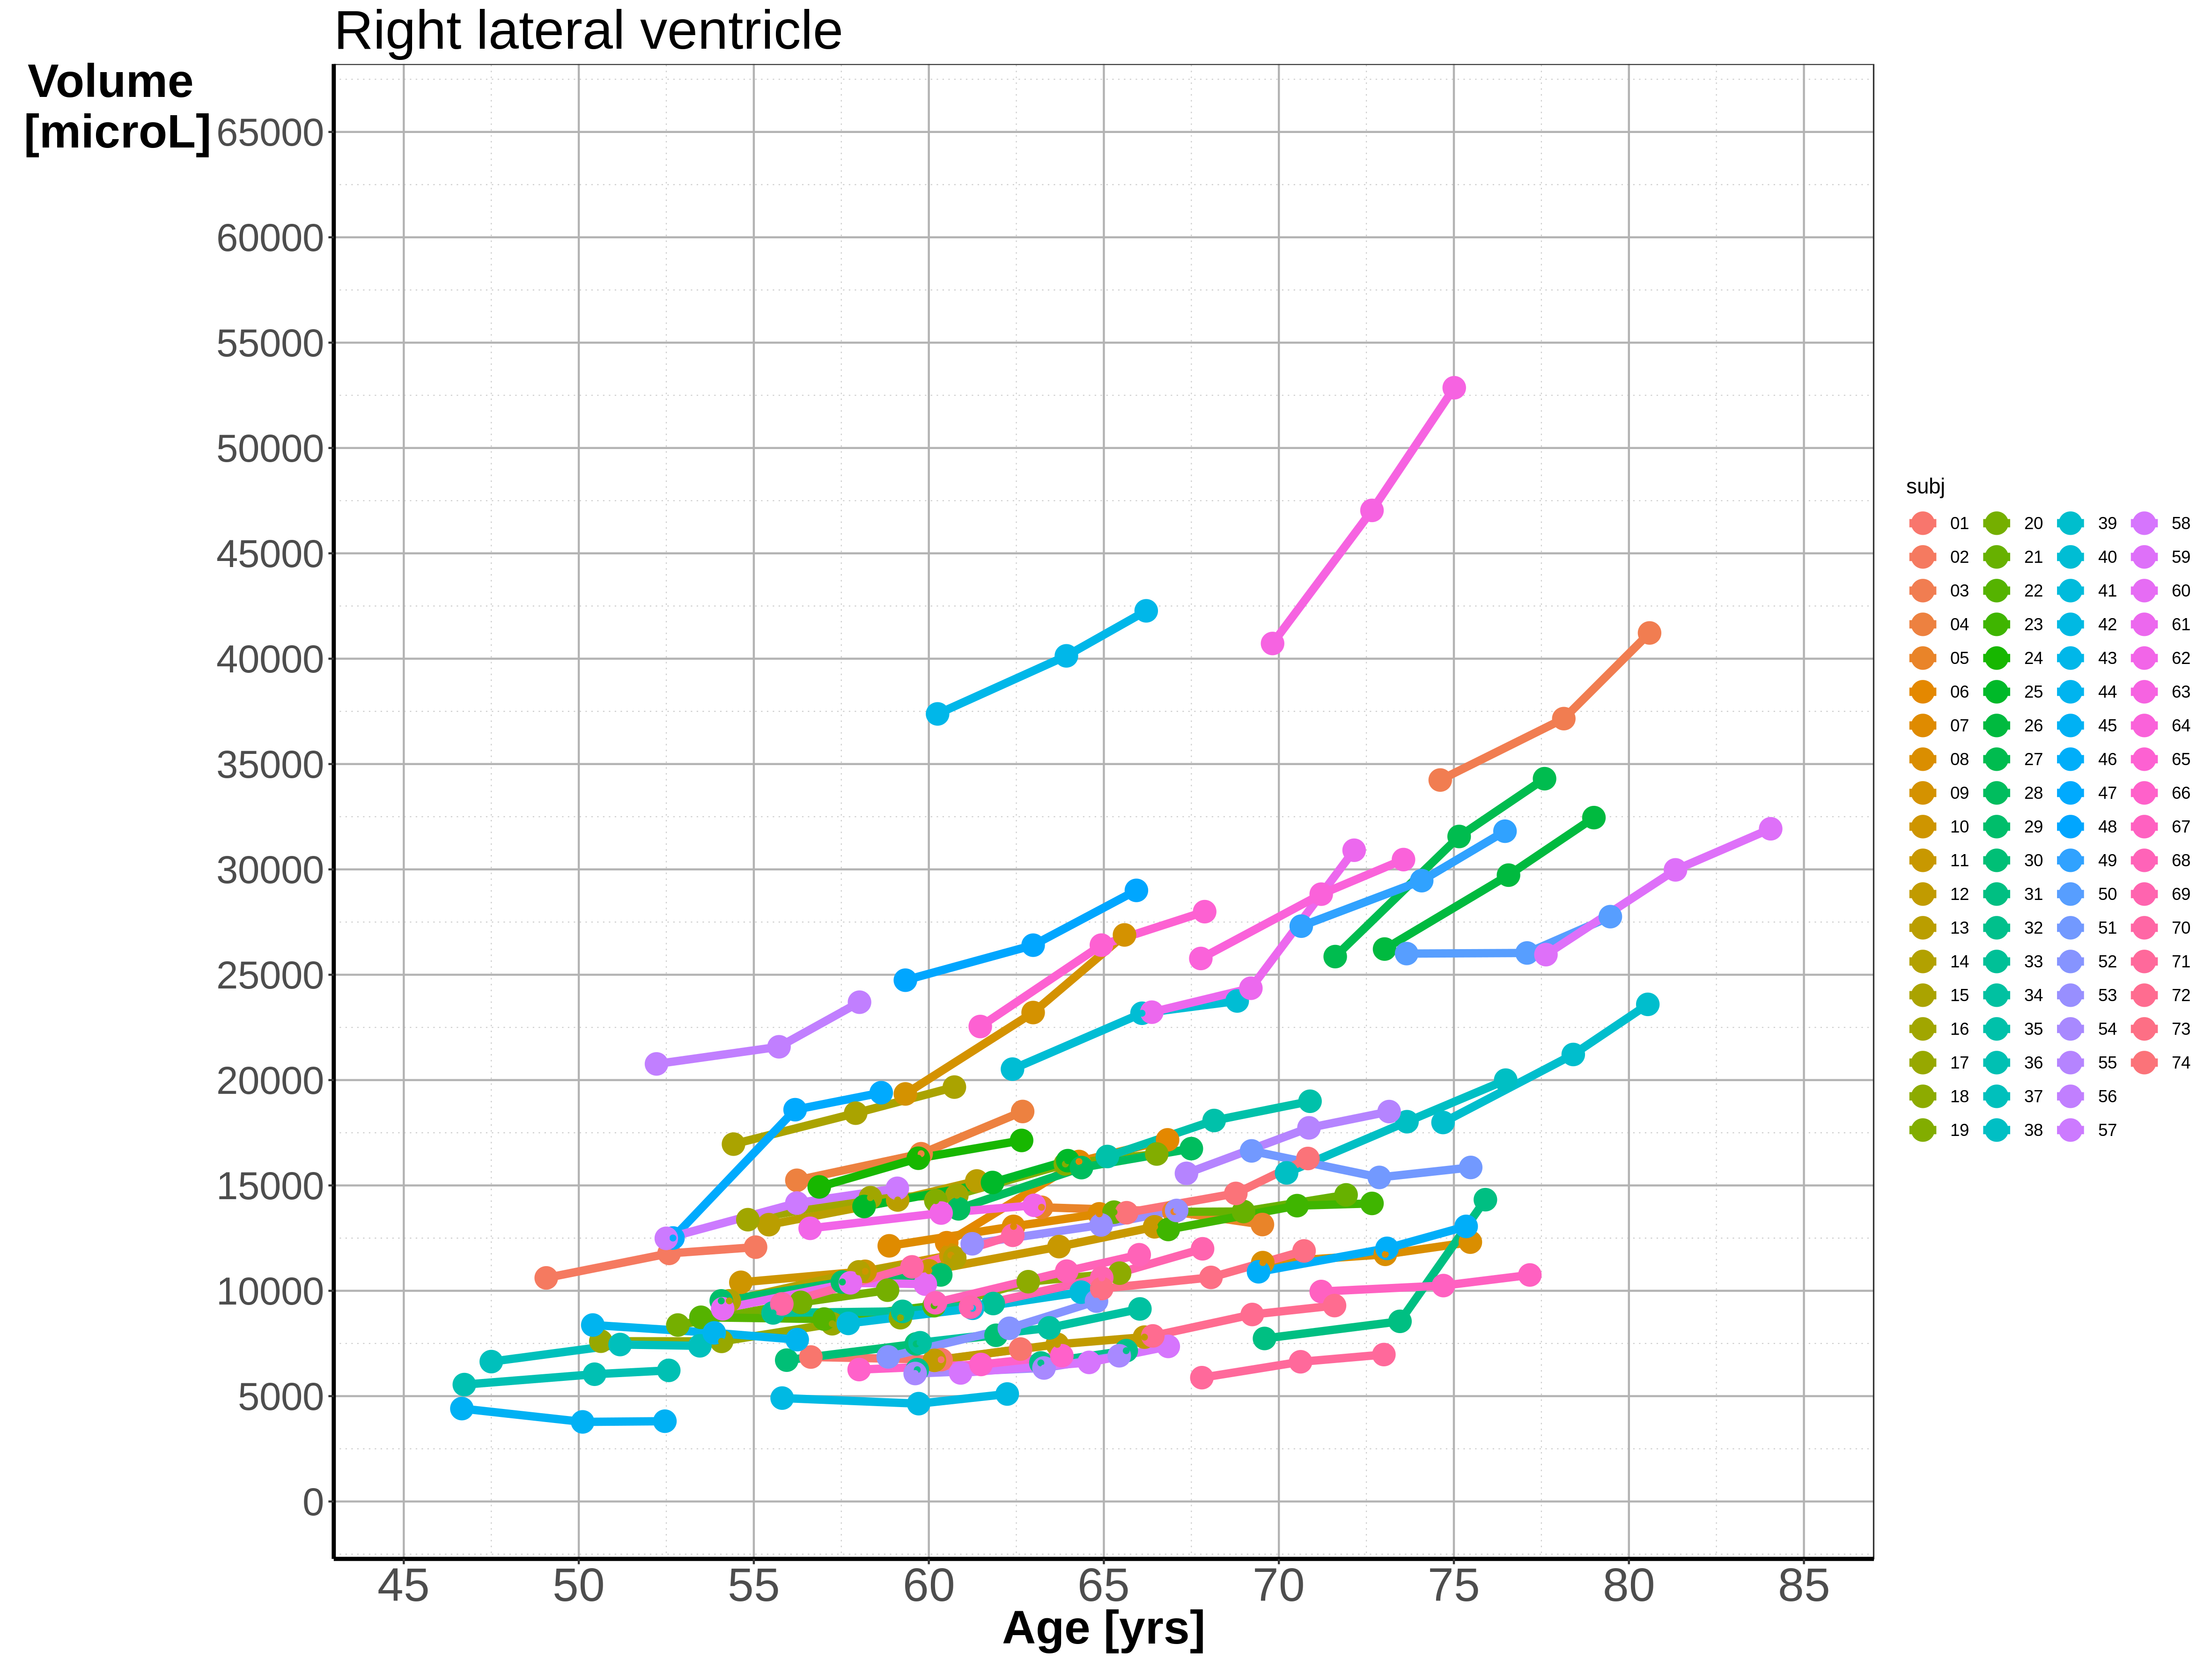 Right lateral ventricle
Volume
[microL]
65000
60000
55000
50000
45000
40000
35000
30000
25000
20000
15000
10000
5000
0
45 50 55 60 65 70 75 80 85
Age [yrs]
subj
01 20 39 58
02 21 40 59
03 22 41 60
04 23 42 61
05 24 43 62
06 25 44 63
07 26 45 64
08 27 46 65
09 28 47 66
10 29 48 67
11 30 49 68
12 31 50 69
13 32 51 70
14 33 52 71
15 34 53 72
16 35 54 73
17 36 55 74
18 37 56
19 38 57